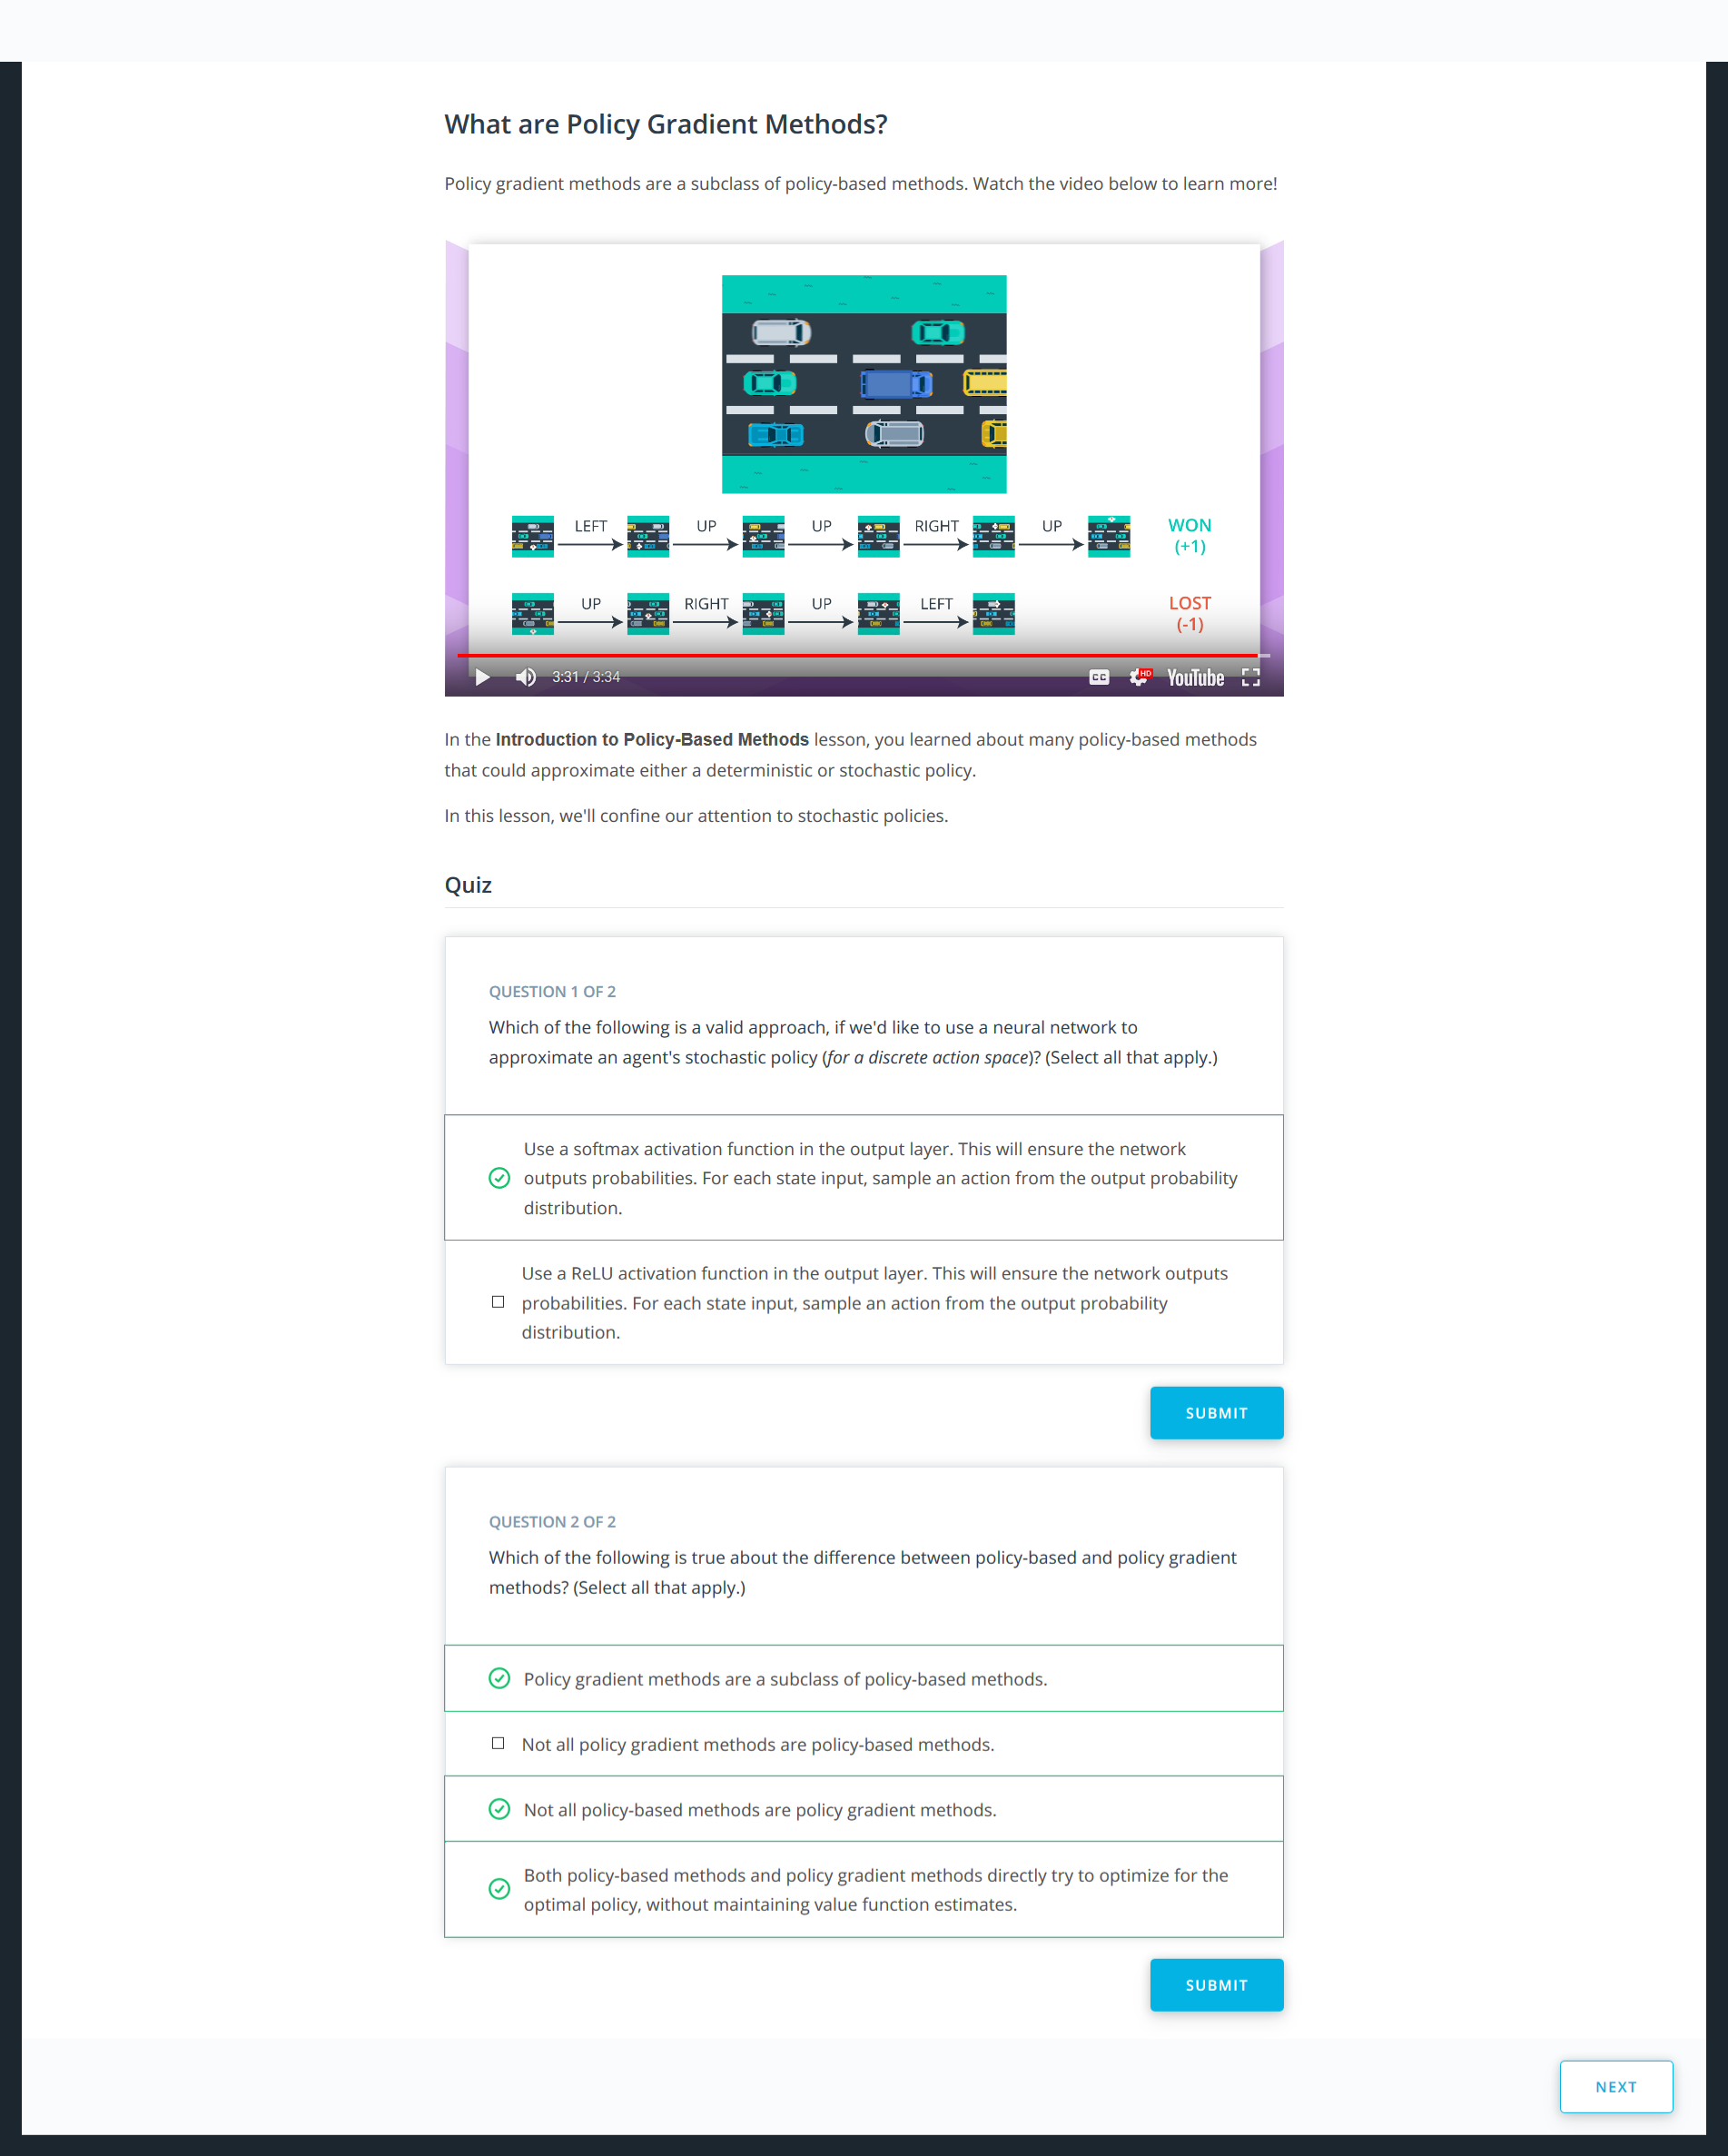 What are Policy Gradient Methods?
Policy gradient methods are a subclass of policy-based methods. Watch the video below to learn more!
LEFT UP UP RIGHT UP WON
(+1)
UP RIGHT UP LEFT LOST
(-1)
3:31 / 3:34 CC HD YouTube
In the Introduction to Policy-Based Methods lesson, you learned about many policy-based methods
that could approximate either a deterministic or stochastic policy.
In this lesson, we'll confine our attention to stochastic policies.
Quiz
QUESTION 1 OF 2
Which of the following is a valid approach, if we'd like to use a neural network to
approximate an agent's stochastic policy (for a discrete action space)? (Select all that apply.)
Use a softmax activation function in the output layer. This will ensure the network
outputs probabilities. For each state input, sample an action from the output probability
distribution.
Use a ReLU activation function in the output layer. This will ensure the network outputs
probabilities. For each state input, sample an action from the output probability
distribution.
SUBMIT
QUESTION 2 OF 2
Which of the following is true about the difference between policy-based and policy gradient
methods? (Select all that apply.)
Policy gradient methods are a subclass of policy-based methods.
Not all policy gradient methods are policy-based methods.
Not all policy-based methods are policy gradient methods.
Both policy-based methods and policy gradient methods directly try to optimize for the
optimal policy, without maintaining value function estimates.
SUBMIT
NEXT